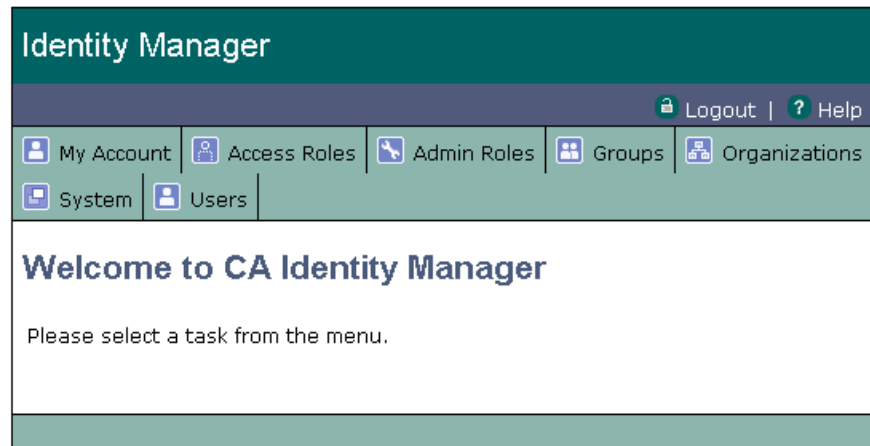 Identity Manager
Logout | ? Help
My Account Access Roles Admin Roles Groups Organizations
System Users
Welcome to CA Identity Manager
Please select a task from the menu.